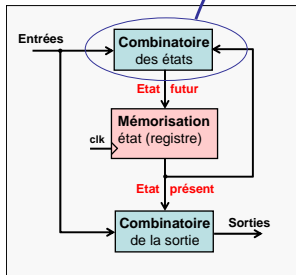 Entrées
Combinatoire
des états
Etat futur
Mémorisation
état (registre)
clk
Etat présent
Combinatoire
de la sortie
Sorties